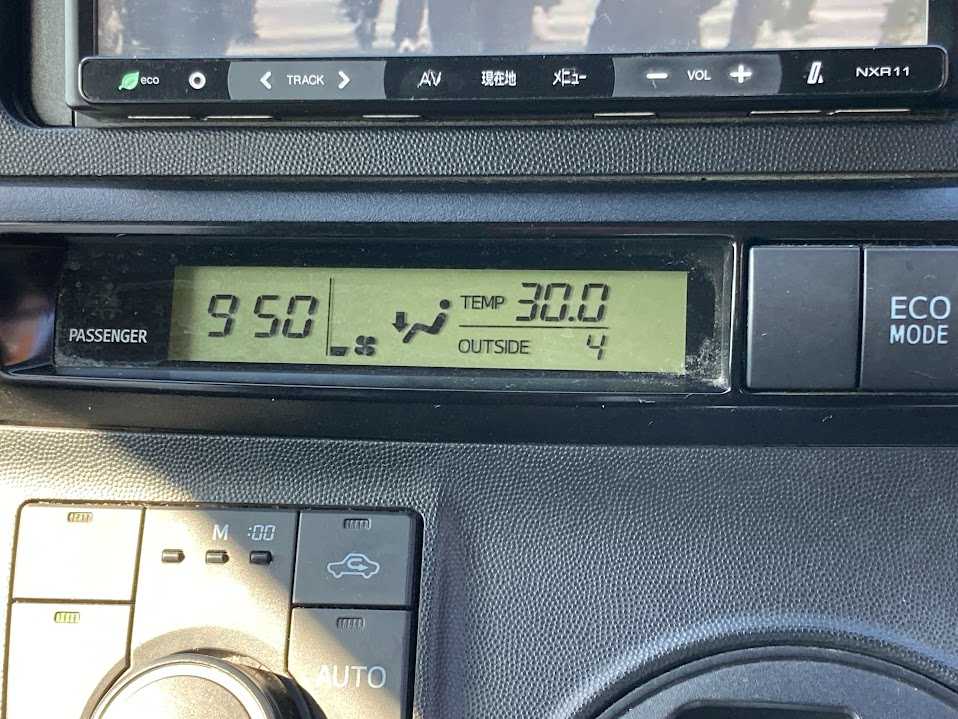 eco < TRACK > AV 現在地 メニュー − VOL + NXR11
PASSENGER
9 50
TEMP 30.0
OUTSIDE 4
ECO
MODE
M :00
AUTO